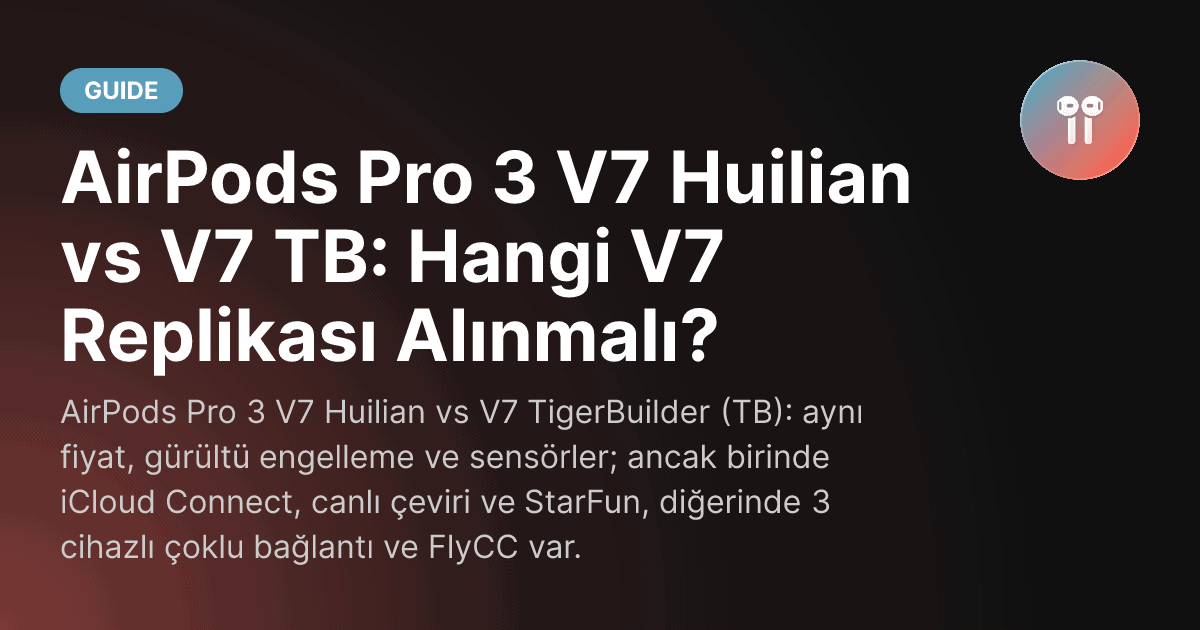 GUIDE
AirPods Pro 3 V7 Huilian
vs V7 TB: Hangi V7
Replikası Alınmalı?
AirPods Pro 3 V7 Huilian vs V7 TigerBuilder (TB): aynı
fiyat, gürültü engelleme ve sensörler; ancak birinde
iCloud Connect, canlı çeviri ve StarFun, diğerinde 3
cihazlı çoklu bağlantı ve FlyCC var.